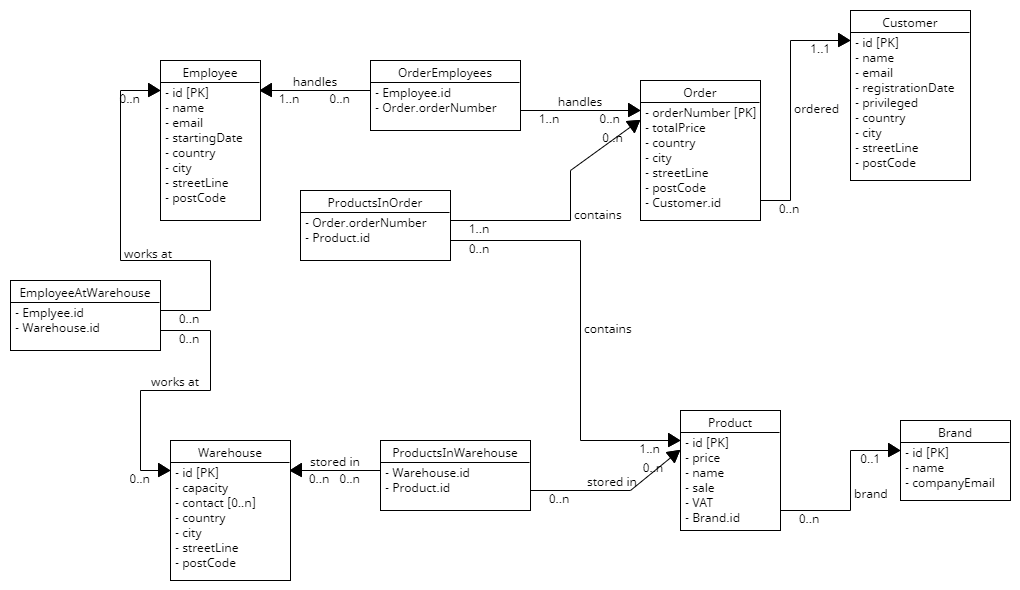 Customer
- id [PK]
- name
- email
- registrationDate
- privileged
- country
- city
- streetLine
- postCode
1..1
ordered
0..n
Employee
- id [PK]
- name
- email
- startingDate
- country
- city
- streetLine
- postCode
0..n
handles
1..n
0..n
OrderEmployees
- Employee.id
- Order.orderNumber
handles
1..n
0..n
Order
- orderNumber [PK]
- totalPrice
- country
- city
- streetLine
- postCode
- Customer.id
0..n
ProductsInOrder
- Order.orderNumber
- Product.id
1..n
contains
0..n
works at
EmployeeAtWarehouse
- Emplyee.id
- Warehouse.id
0..n
0..n
contains
works at
0..n
Warehouse
- id [PK]
- capacity
- contact [0..n]
- country
- city
- streetLine
- postCode
stored in
0..n
0..n
ProductsInWarehouse
- Warehouse.id
- Product.id
0..n
stored in
1..n
0..n
Product
- id [PK]
- price
- name
- sale
- VAT
- Brand.id
0..n
brand
0..1
Brand
- id [PK]
- name
- companyEmail